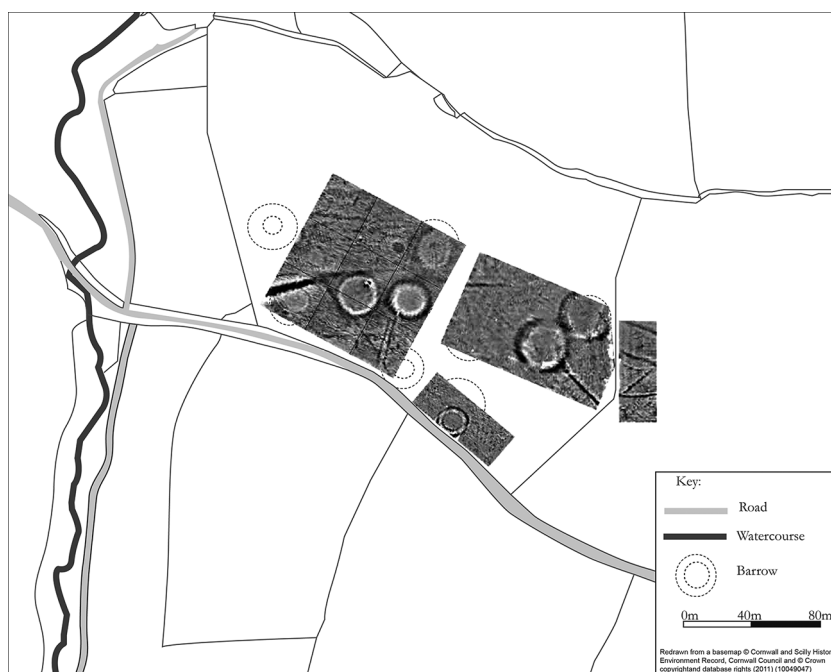 Key:
Road
Watercourse
Barrow
0m 40m 80m
Redrawn from a basemap © Cornwall and Scilly Histori
Environment Record, Cornwall Council and © Crown
copyrightand database rights (2011) (10049047)